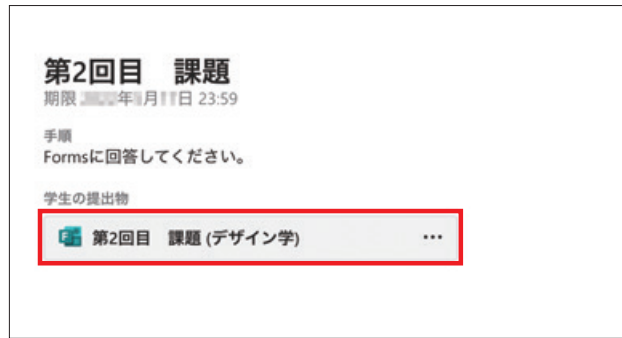 第2回目　課題
期限 年 月 日 23:59
手順
Formsに回答してください。
学生の提出物
第2回目　課題 (デザイン学) ···